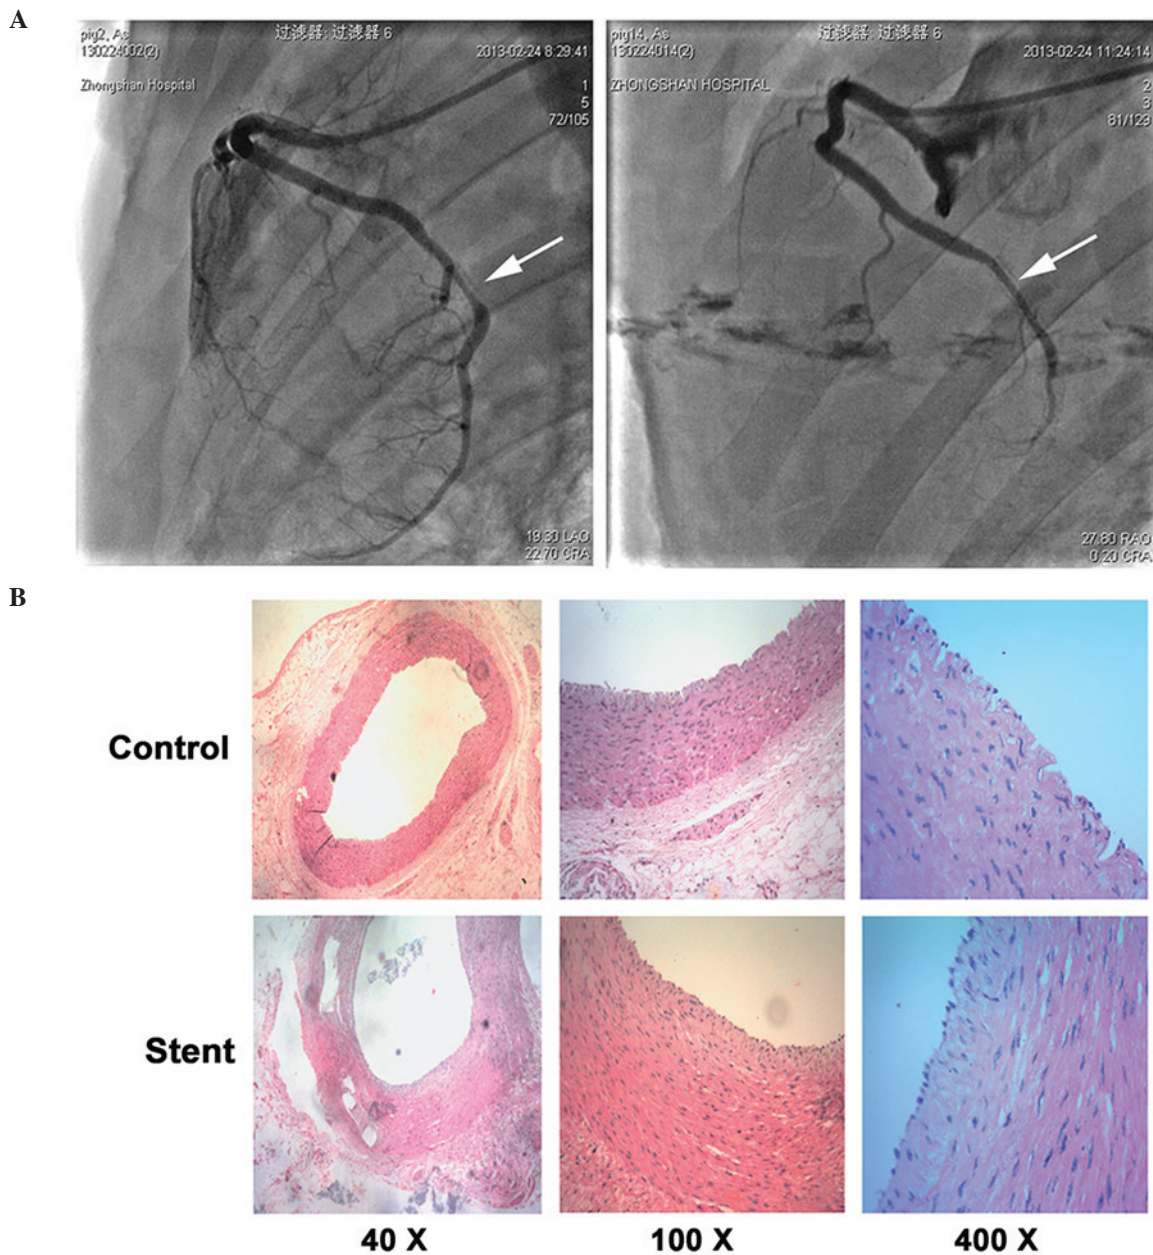 A
pig2, As
130224002(2)
过滤器: 过滤器 6
2013-02-24 8:29:41
Zhongshan Hospital
1
5
72/105
19.30 LAO
22.70 CRA
pig14, As
130224014(2)
过滤器: 过滤器 6
2013-02-24 11:24:14
ZHONGSHAN HOSPITAL
2
3
81/129
27.80 RAO
0.20 CRA
B
Control
Stent
40 X
100 X
400 X